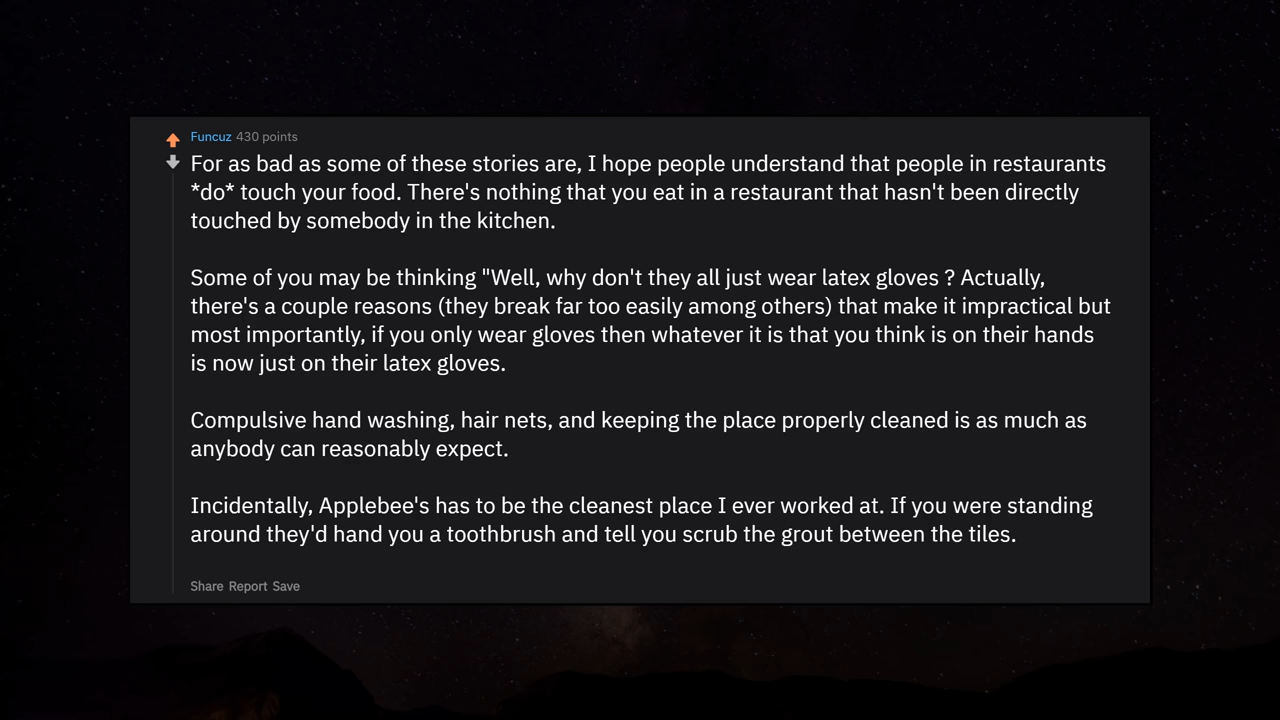 Funcuz 430 points
For as bad as some of these stories are, I hope people understand that people in restaurants
*do* touch your food. There's nothing that you eat in a restaurant that hasn't been directly
touched by somebody in the kitchen.
Some of you may be thinking "Well, why don't they all just wear latex gloves ? Actually,
there's a couple reasons (they break far too easily among others) that make it impractical but
most importantly, if you only wear gloves then whatever it is that you think is on their hands
is now just on their latex gloves.
Compulsive hand washing, hair nets, and keeping the place properly cleaned is as much as
anybody can reasonably expect.
Incidentally, Applebee's has to be the cleanest place I ever worked at. If you were standing
around they'd hand you a toothbrush and tell you scrub the grout between the tiles.
Share Report Save